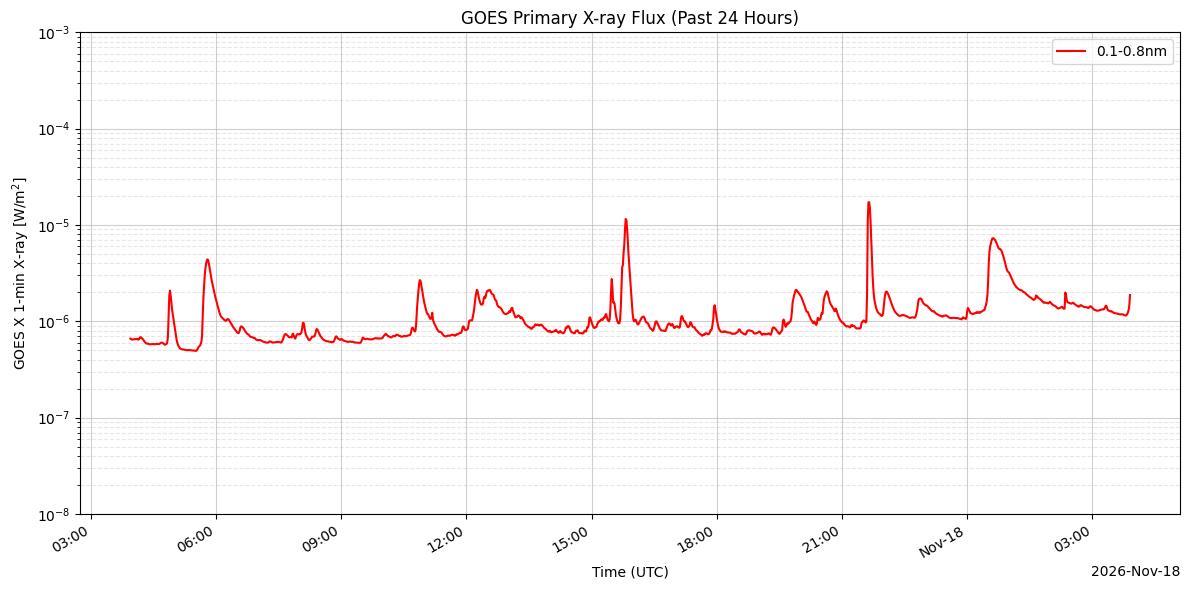 GOES Primary X-ray Flux (Past 24 Hours)
0.1-0.8nm
GOES X 1-min X-ray [W/m²]
10⁻³
10⁻⁴
10⁻⁵
10⁻⁶
10⁻⁷
10⁻⁸
03:00
06:00
09:00
12:00
15:00
18:00
21:00
Nov-18
03:00
Time (UTC)
2026-Nov-18